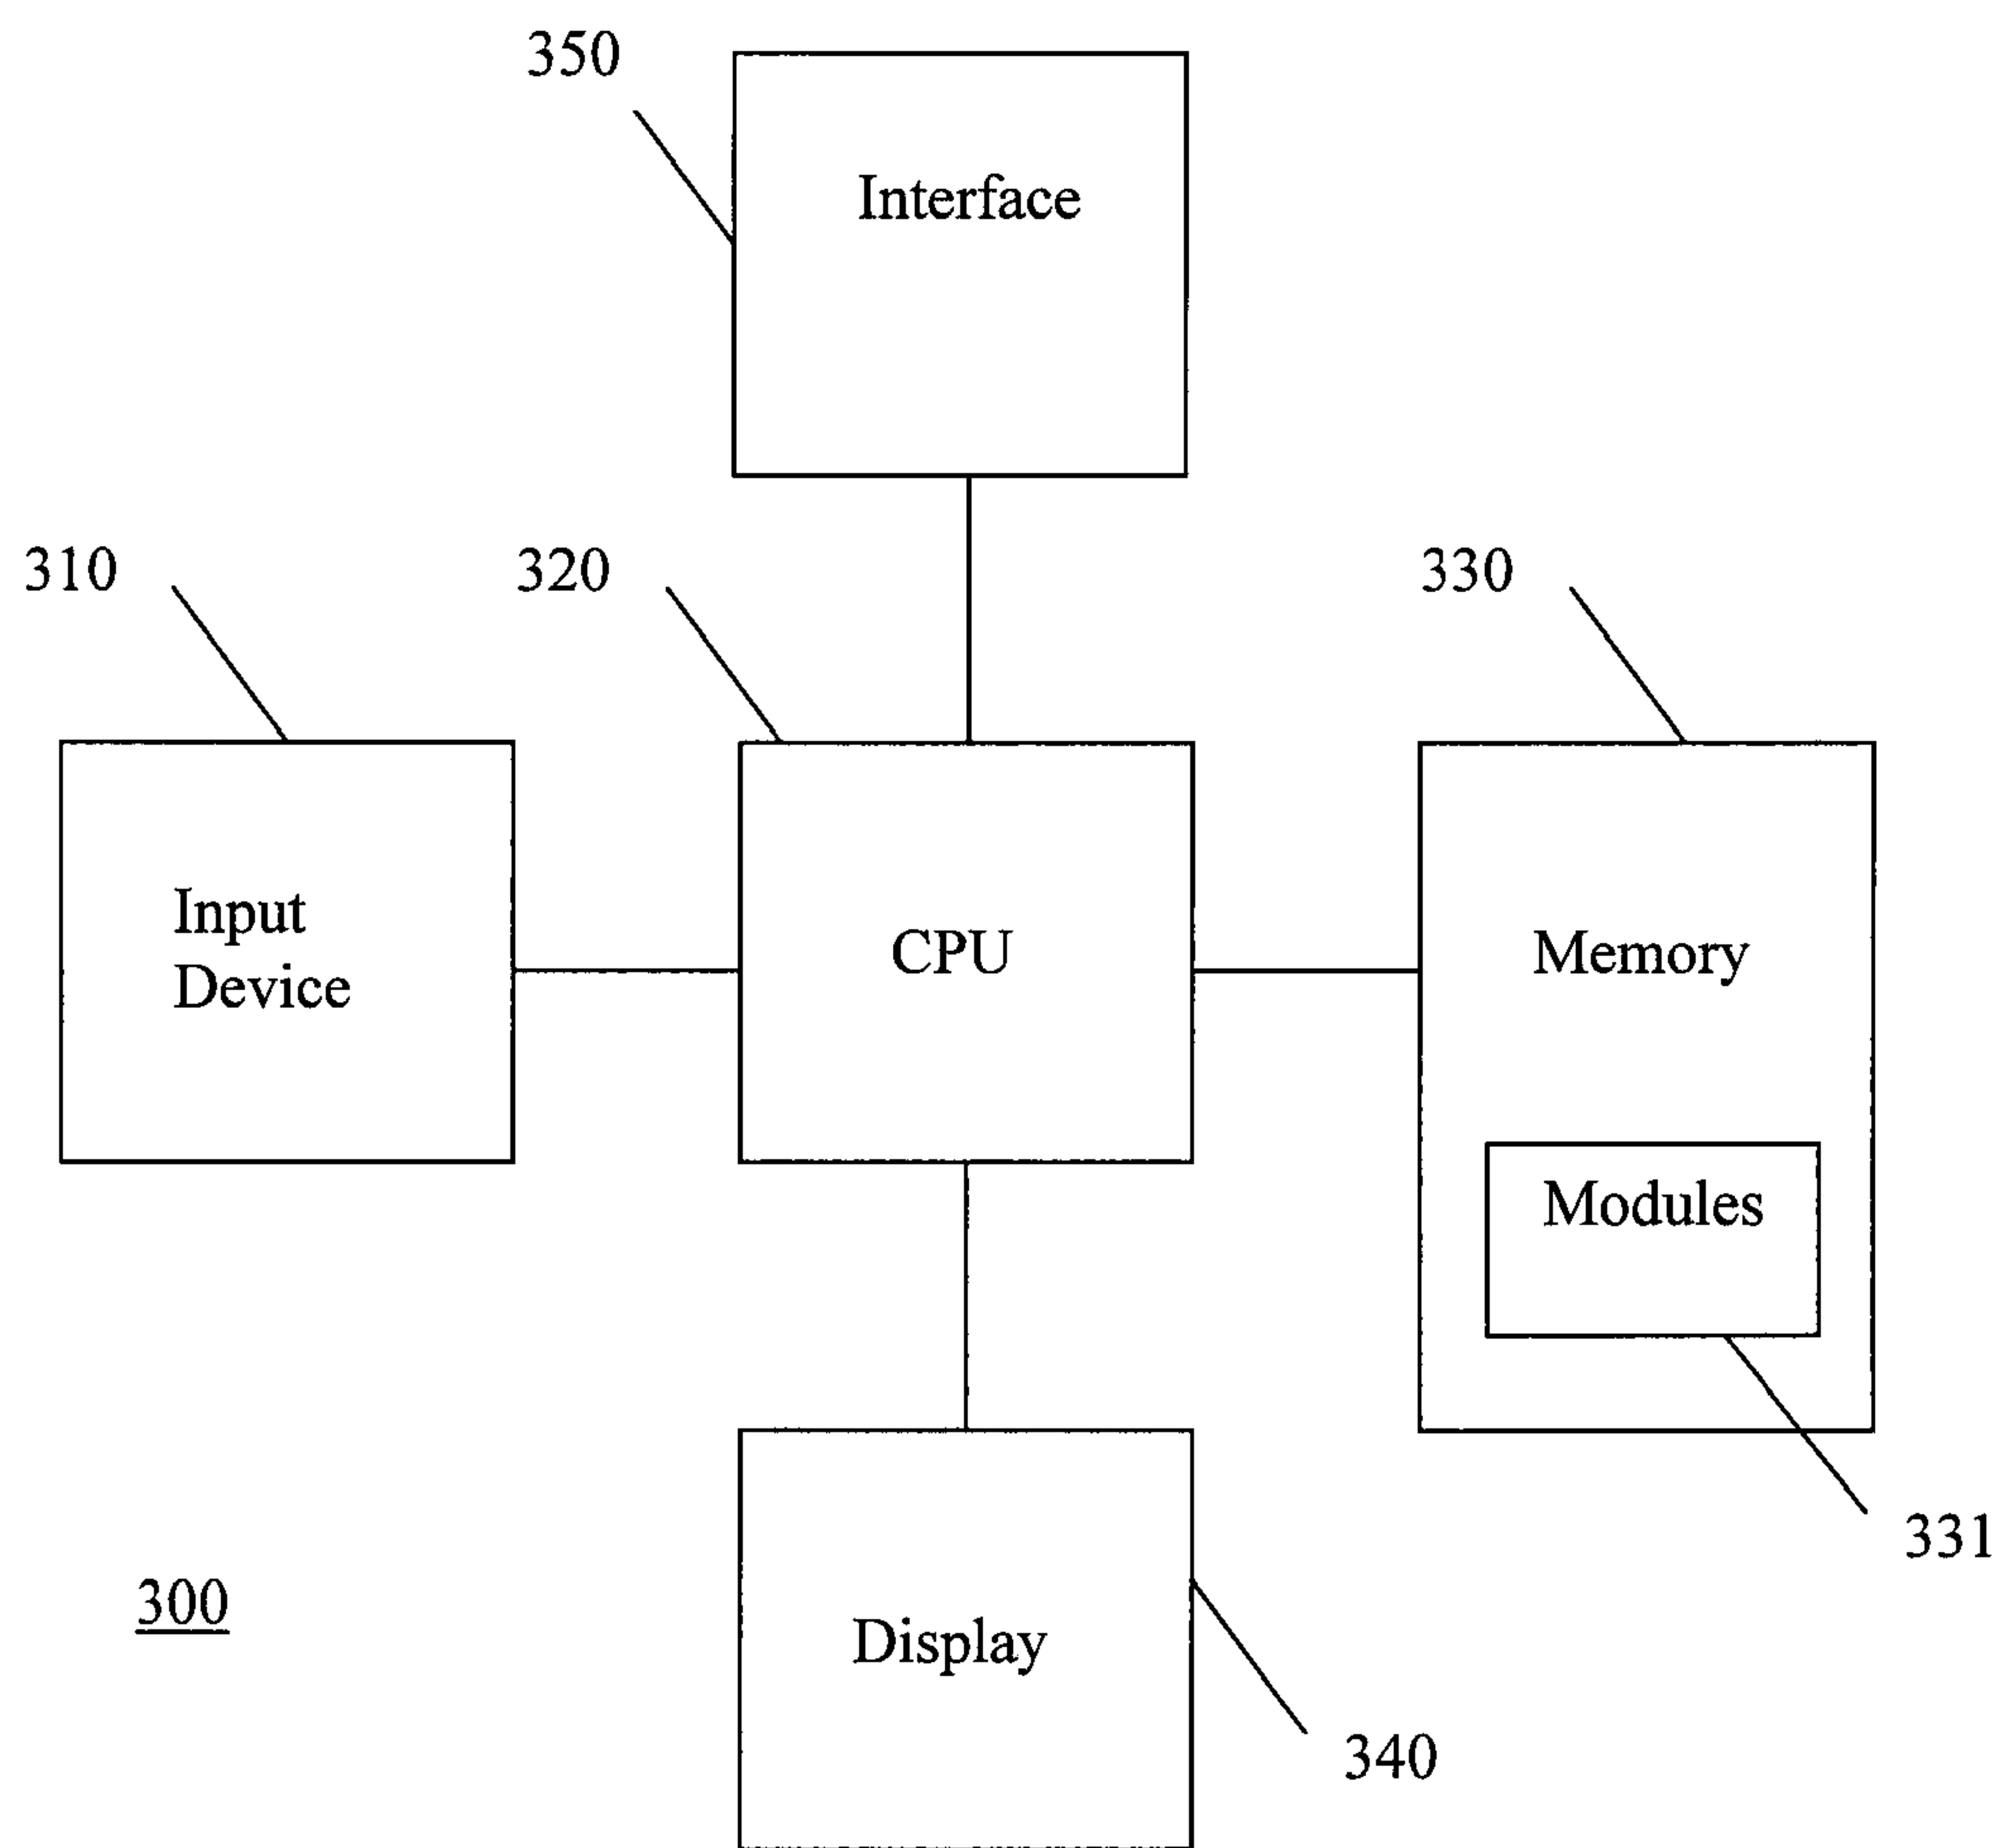 350
Interface
310
320
330
Input
Device
CPU
Memory
Modules
331
300
Display
340